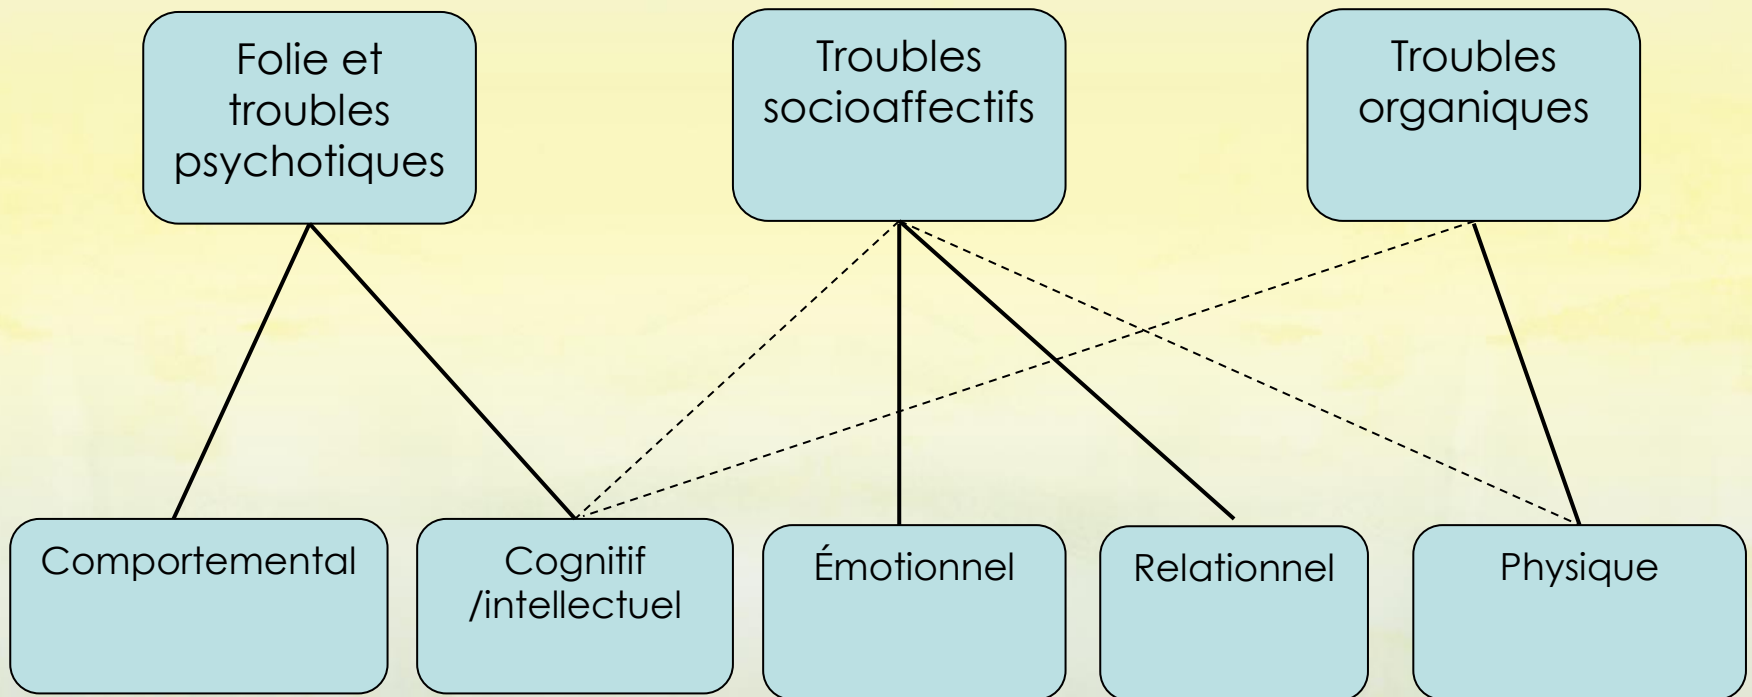 Folie et
troubles
psychotiques
Troubles
socioaffectifs
Troubles
organiques
Comportemental
Cognitif
/intellectuel
Émotionnel
Relationnel
Physique